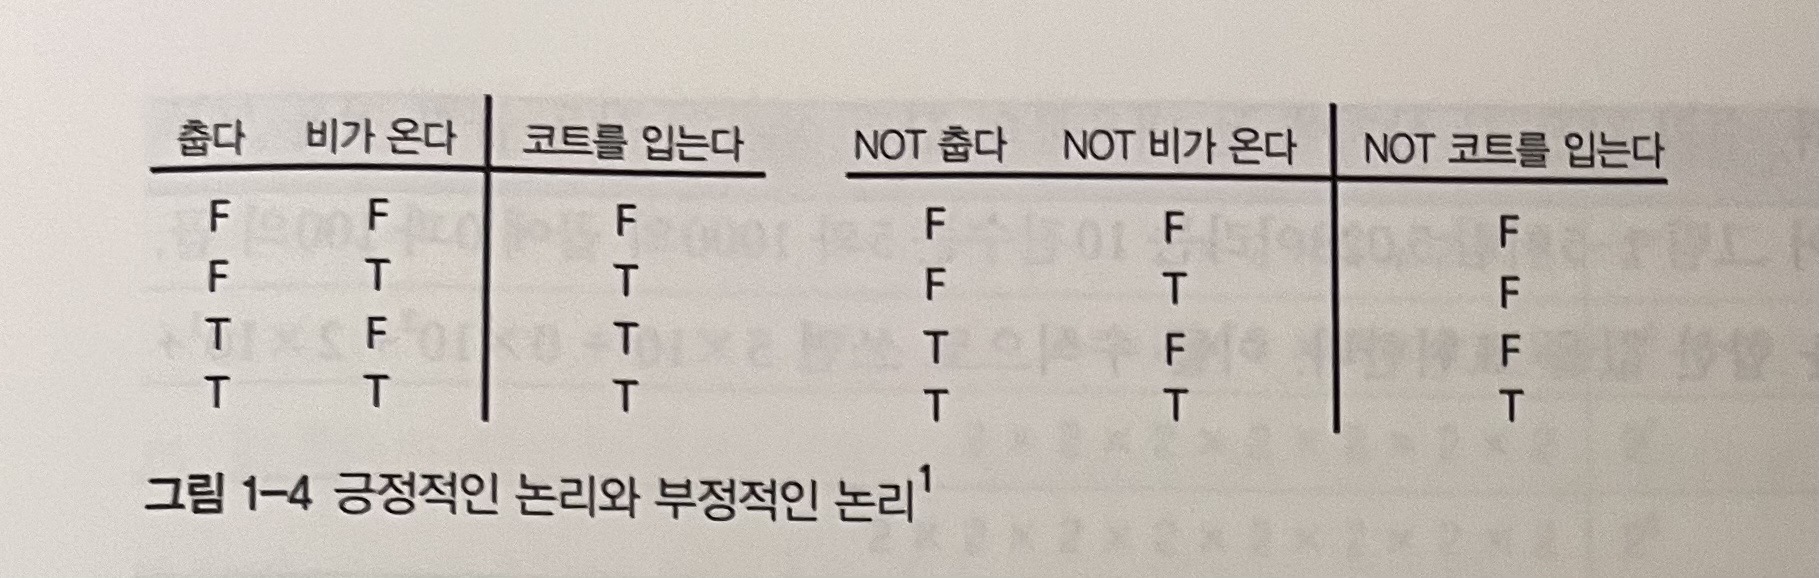 춥다 비가 온다 코트를 입는다 NOT 춥다 NOT 비가 온다 NOT 코트를 입는다
F F F F F F
F T T F T F
T F T T F F
T T T T T T
그림 1-4 긍정적인 논리와 부정적인 논리¹